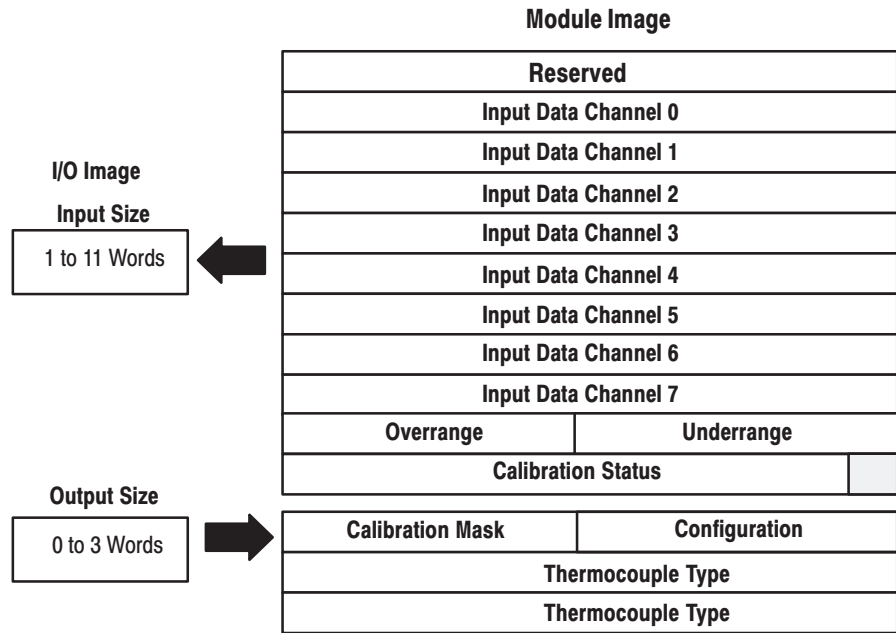 Module Image
Reserved
Input Data Channel 0
Input Data Channel 1
I/O Image
Input Data Channel 2
Input Size
Input Data Channel 3
1 to 11 Words
Input Data Channel 4
Input Data Channel 5
Input Data Channel 6
Input Data Channel 7
Overrange Underrange
Calibration Status
Output Size
Calibration Mask Configuration
0 to 3 Words
Thermocouple Type
Thermocouple Type